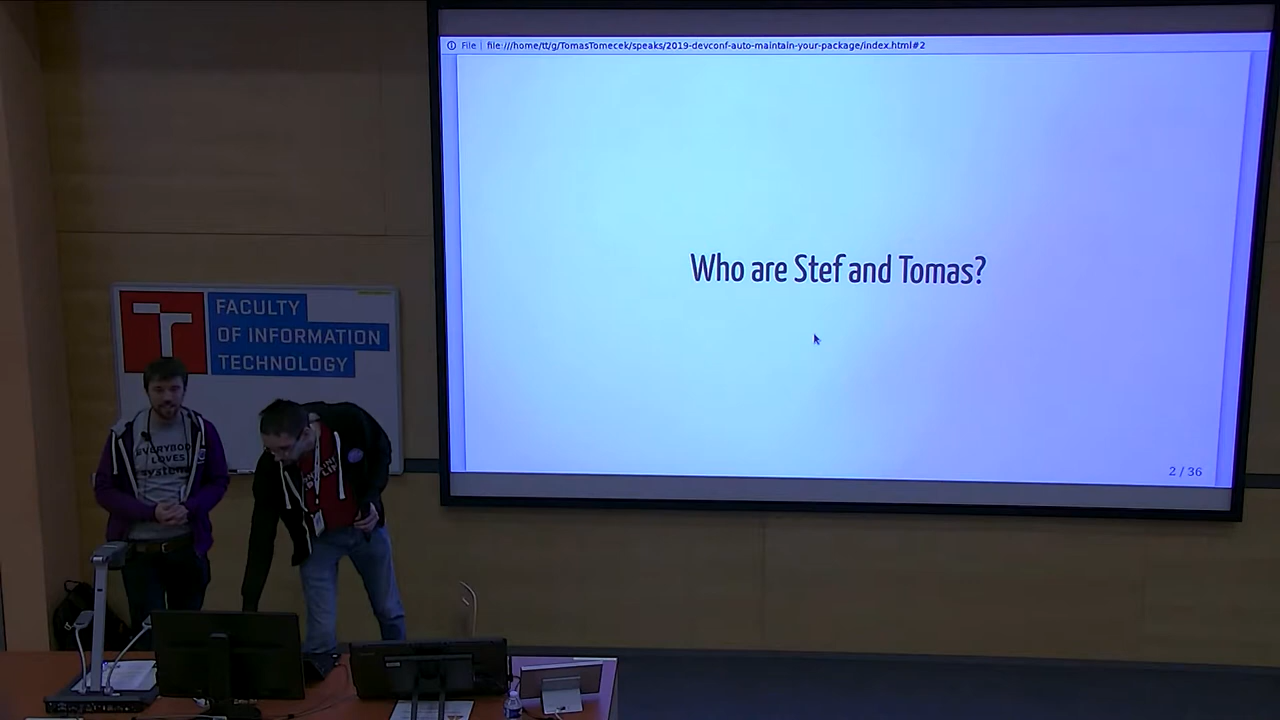 File file:///home/tt/g/TomasTomecek/speaks/2019-devconf-auto-maintain-your-package/index.html#2
Who are Stef and Tomas?
2 / 36
FACULTY
OF INFORMATION
TECHNOLOGY
LOVES